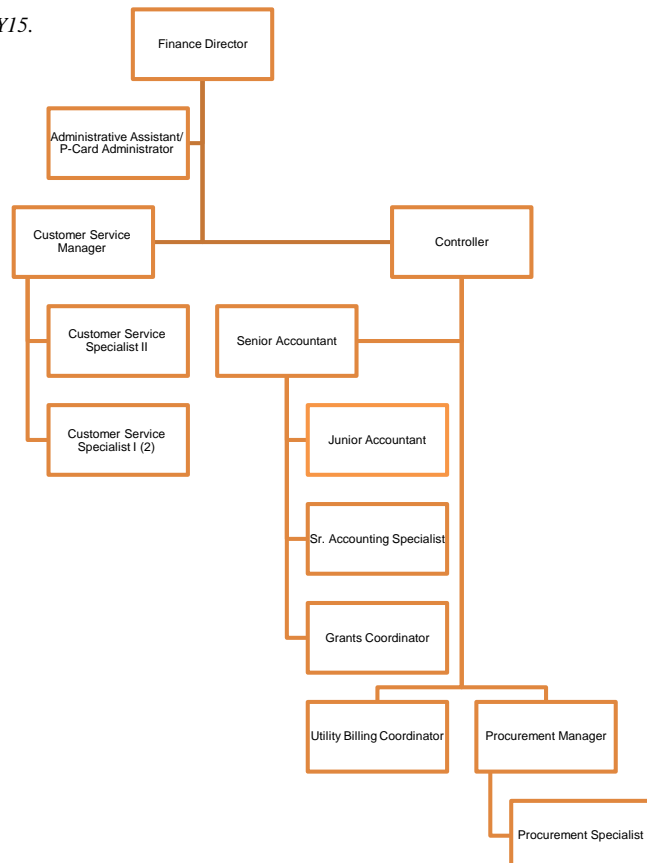 Y15.
Finance Director
Administrative Assistant/
P-Card Administrator
Customer Service
Manager
Controller
Customer Service
Specialist II
Senior Accountant
Customer Service
Specialist I (2)
Junior Accountant
Sr. Accounting Specialist
Grants Coordinator
Utility Billing Coordinator
Procurement Manager
Procurement Specialist